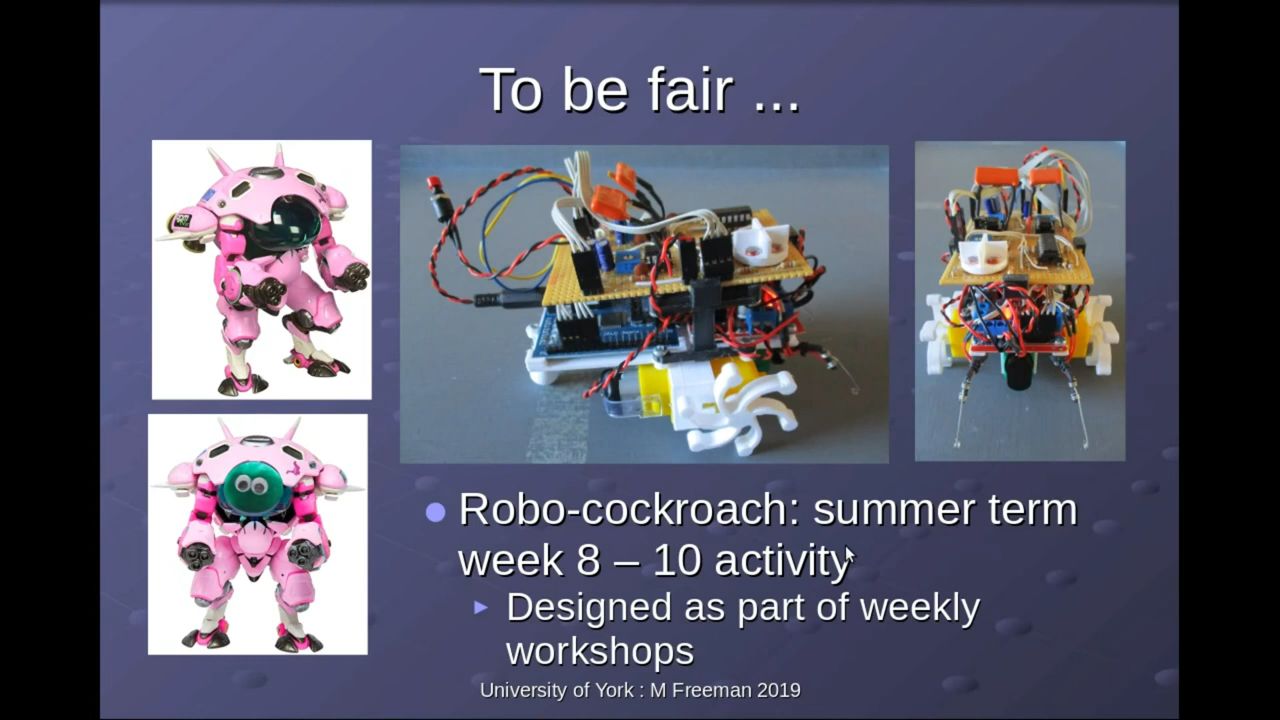 To be fair ...
Robo-cockroach: summer term
week 8 – 10 activity
Designed as part of weekly
workshops
University of York : M Freeman 2019